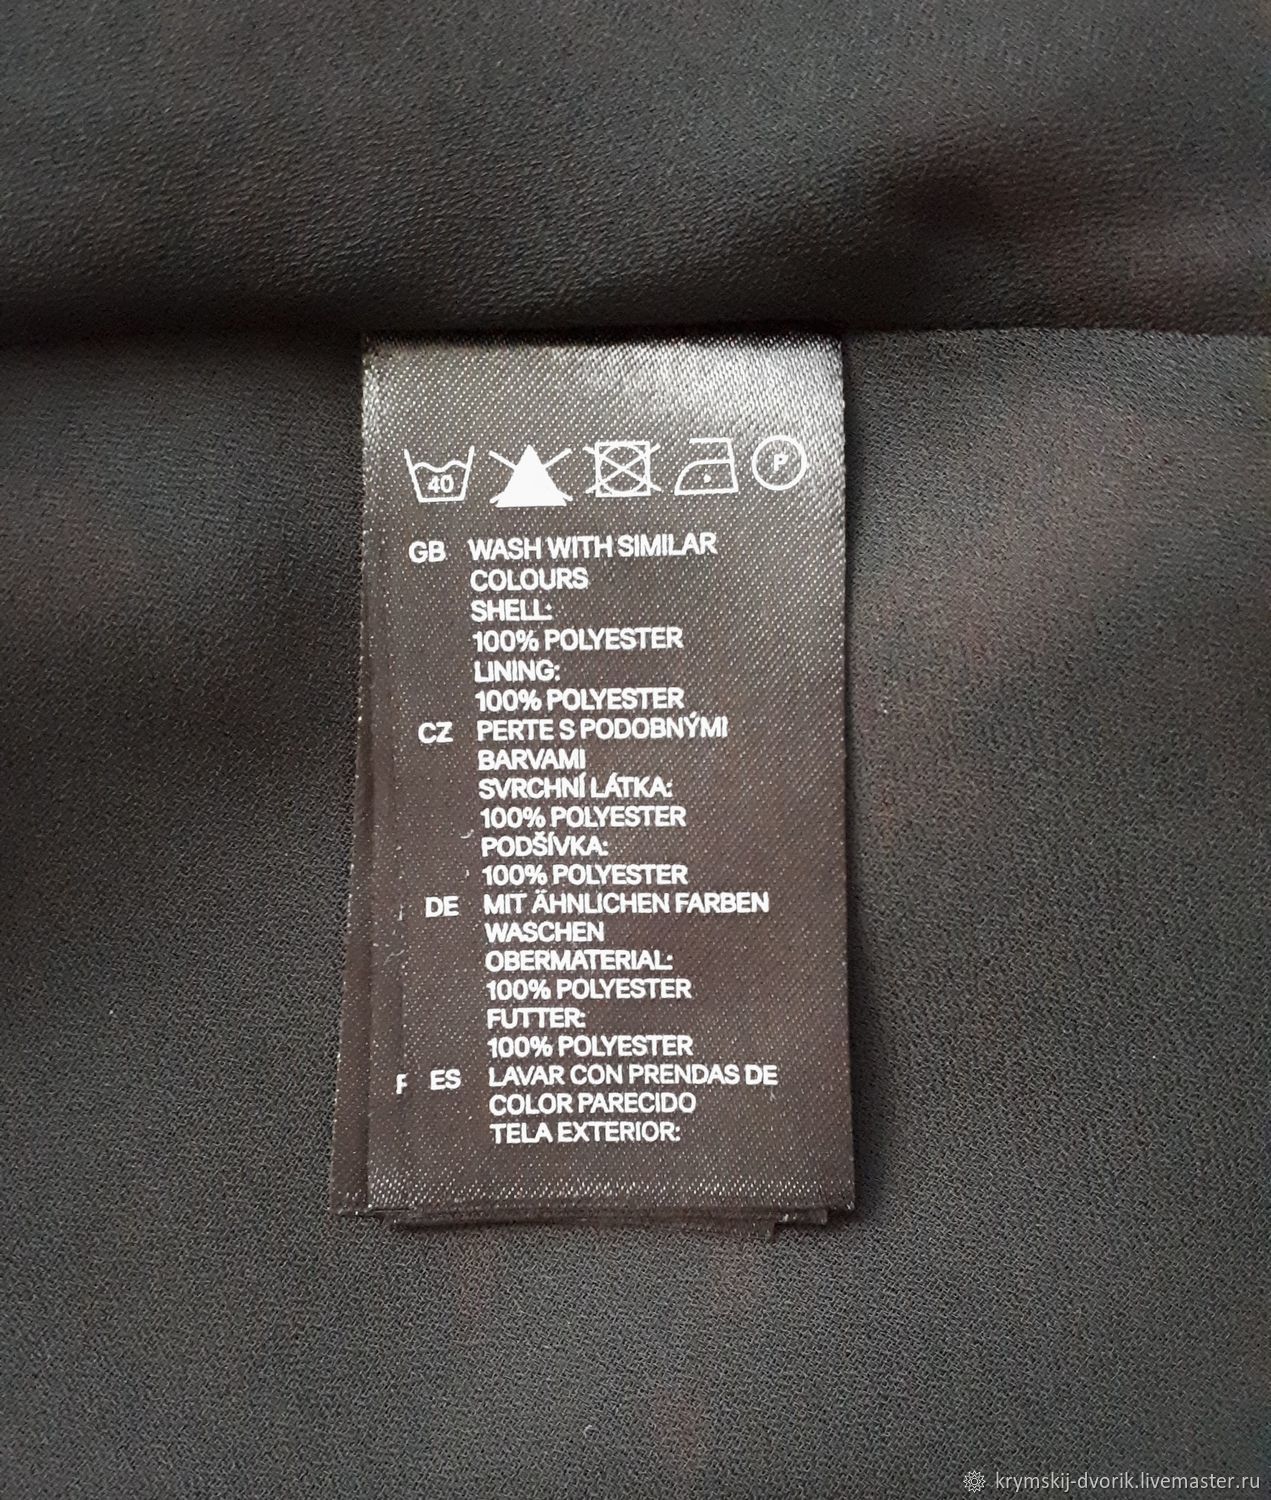 40
P
GB WASH WITH SIMILAR
COLOURS
SHELL:
100% POLYESTER
LINING:
100% POLYESTER
CZ PERTE S PODOBNÝMI
BARVAMI
SVRCHNÍ LÁTKA:
100% POLYESTER
PODŠÍVKA:
100% POLYESTER
DE MIT ÄHNLICHEN FARBEN
WASCHEN
OBERMATERIAL:
100% POLYESTER
FUTTER:
100% POLYESTER
F
ES LAVAR CON PRENDAS DE
COLOR PARECIDO
TELA EXTERIOR:
krymskij-dvorik.livemaster.ru